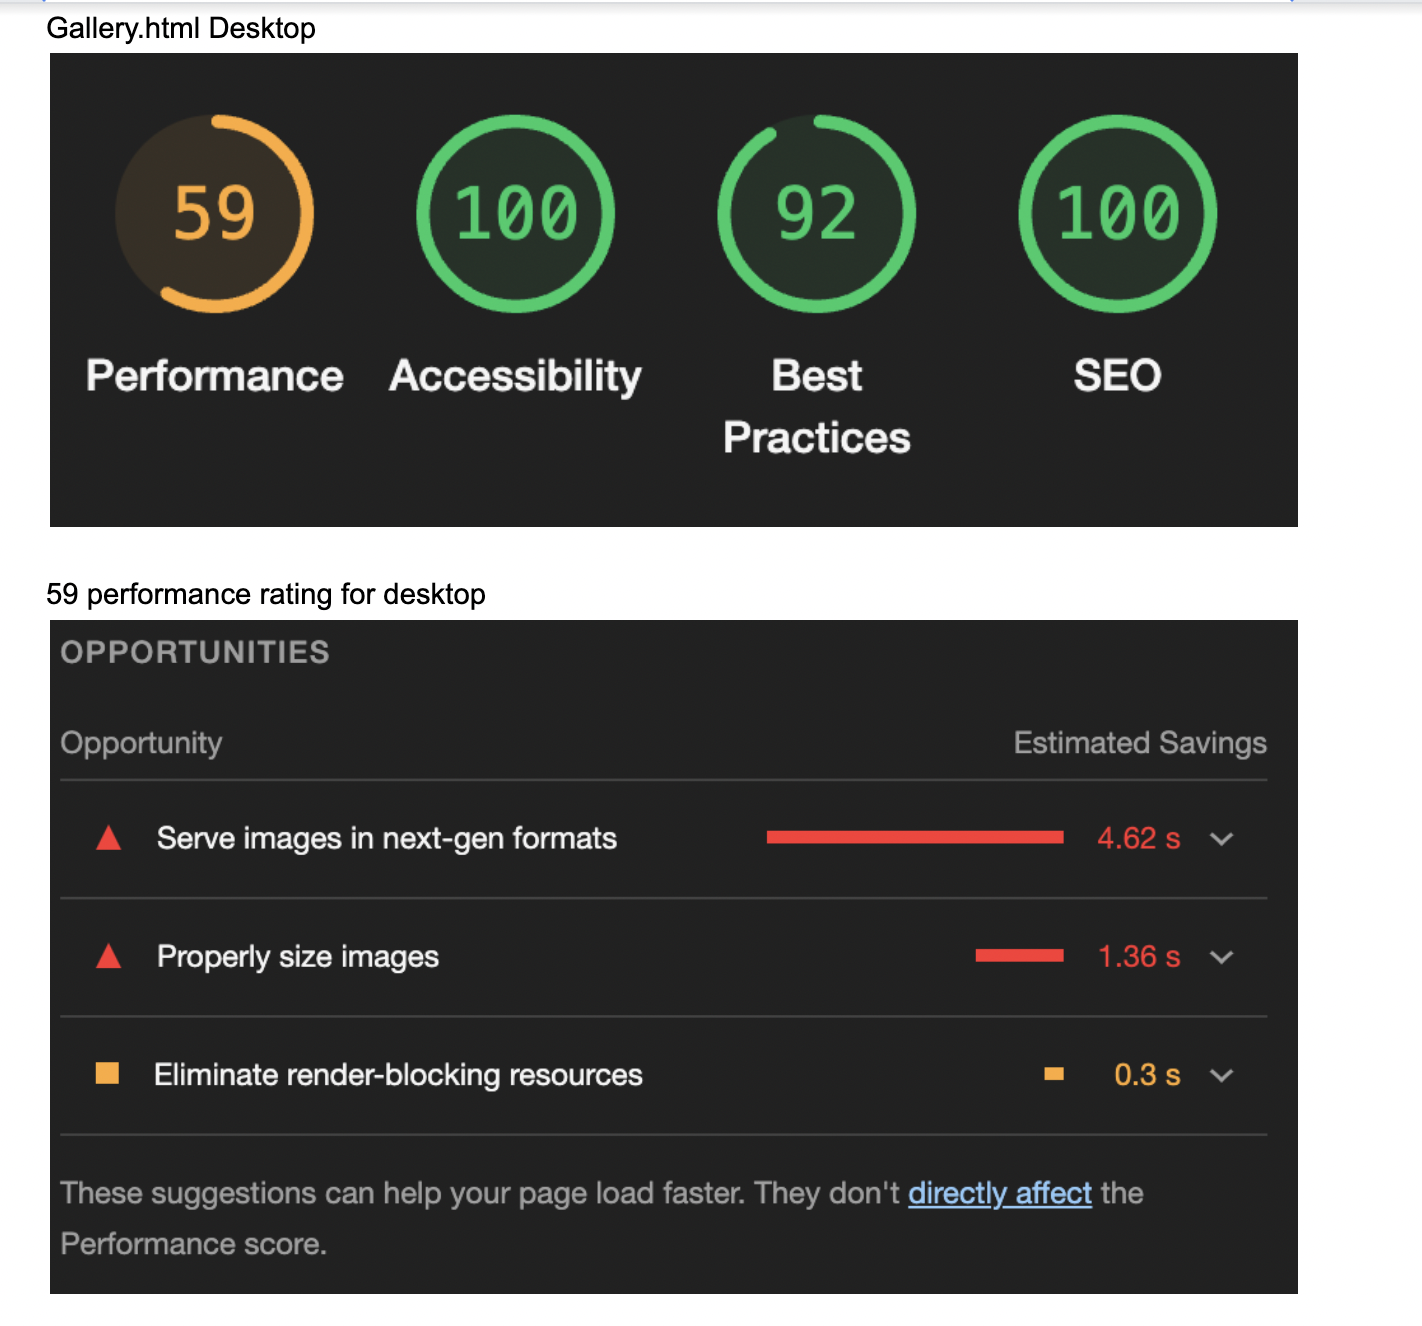 Gallery.html Desktop
59
100
92
100
Performance
Accessibility
Best
Practices
SEO
59 performance rating for desktop
OPPORTUNITIES
Opportunity
Estimated Savings
Serve images in next-gen formats
4.62 s
Properly size images
1.36 s
Eliminate render-blocking resources
0.3 s
These suggestions can help your page load faster. They don't directly affect the
Performance score.